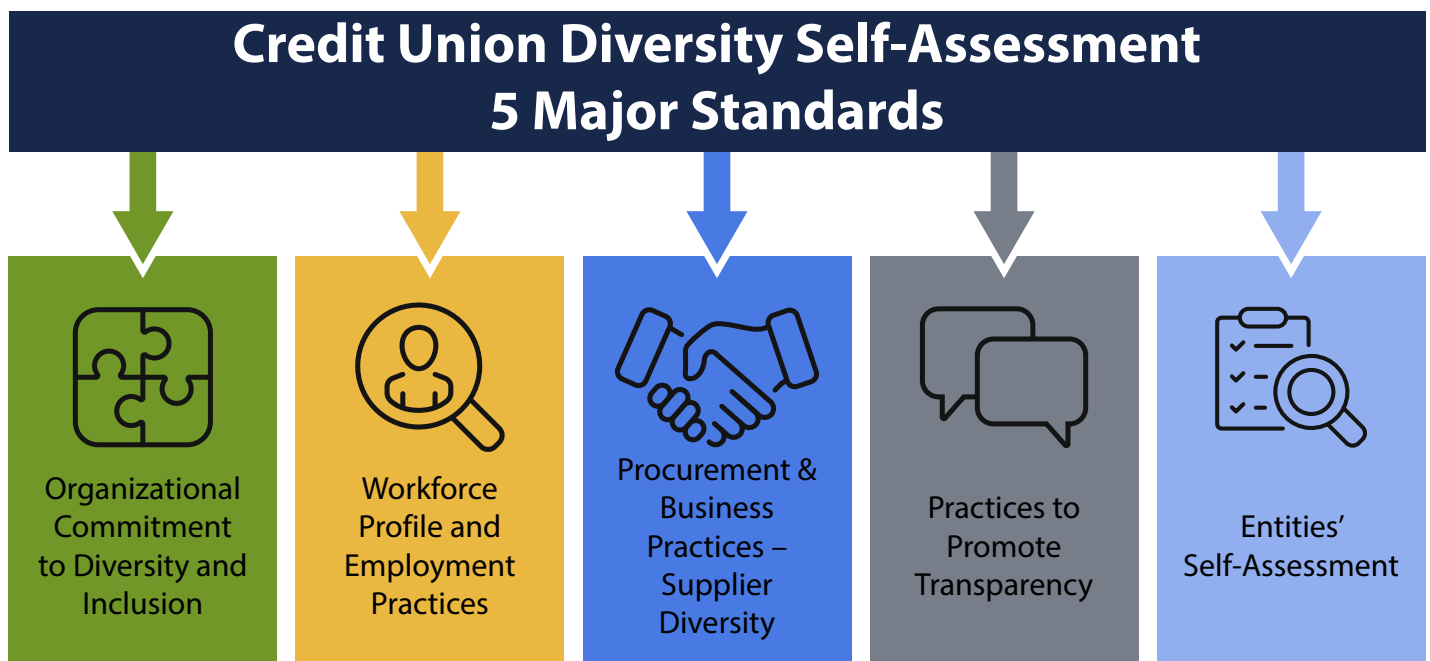 Credit Union Diversity Self-Assessment
5 Major Standards
Organizational
Commitment
to Diversity and
Inclusion
Workforce
Profile and
Employment
Practices
Procurement &
Business
Practices –
Supplier
Diversity
Practices to
Promote
Transparency
Entities’
Self-Assessment